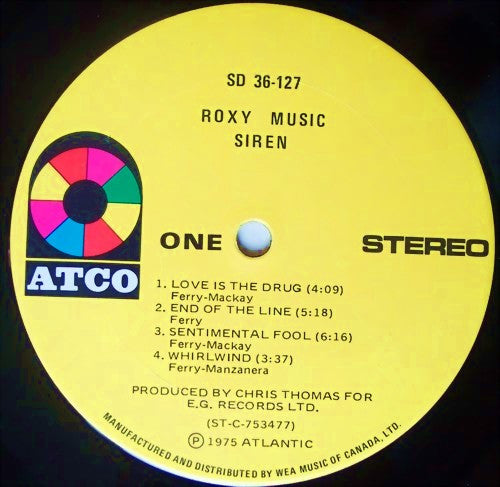 SD 36-127
ROXY MUSIC
SIREN
ATCO
ONE
STEREO
1. LOVE IS THE DRUG (4:09)
Ferry-Mackay
2. END OF THE LINE (5:18)
Ferry
3. SENTIMENTAL FOOL (6:16)
Ferry-Mackay
4. WHIRLWIND (3:37)
Ferry-Manzanera
PRODUCED BY CHRIS THOMAS FOR
E.G. RECORDS LTD.
(ST-C-753477)
Ⓟ 1975 ATLANTIC
MANUFACTURED AND DISTRIBUTED BY WEA MUSIC OF CANADA, LTD.